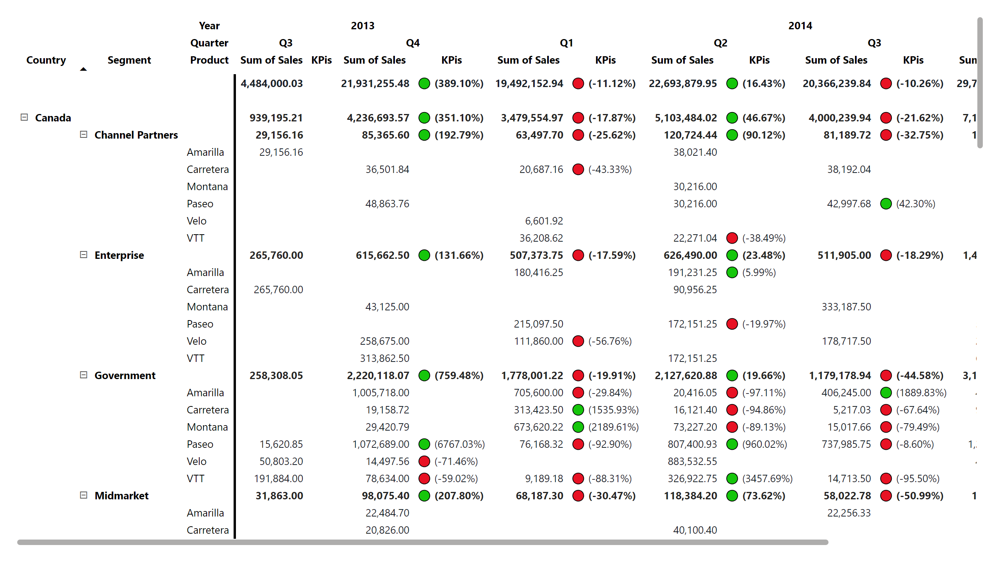 Year 2013 2014
Quarter Q3 Q4 Q1 Q2 Q3
Country Segment Product Sum of Sales KPis Sum of Sales KPis Sum of Sales KPis Sum of Sales KPis Sum of Sales KPis
4,484,000.03 21,931,255.48 (389.10%) 19,492,152.94 (-11.12%) 22,693,879.95 (16.43%) 20,366,239.84 (-10.26%)
Canada 939,195.21 4,236,693.57 (351.10%) 3,479,554.97 (-17.87%) 5,103,484.02 (46.67%) 4,000,239.94 (-21.62%)
Channel Partners 29,156.16 85,365.60 (192.79%) 63,497.70 (-25.62%) 120,724.44 (90.12%) 81,189.72 (-32.75%)
Amarilla 29,156.16 38,021.40
Carretera 36,501.84 20,687.16 (-43.33%) 38,192.04
Montana 30,216.00
Paseo 48,863.76 30,216.00 42,997.68 (42.30%)
Velo 6,601.92
VTT 36,208.62 22,271.04 (-38.49%)
Enterprise 265,760.00 615,662.50 (131.66%) 507,373.75 (-17.59%) 626,490.00 (23.48%) 511,905.00 (-18.29%)
Amarilla 180,416.25 191,231.25 (5.99%)
Carretera 265,760.00 90,956.25
Montana 43,125.00 333,187.50
Paseo 215,097.50 172,151.25 (-19.97%)
Velo 258,675.00 111,860.00 (-56.76%) 178,717.50
VTT 313,862.50 172,151.25
Government 258,308.05 2,220,118.07 (759.48%) 1,778,001.22 (-19.91%) 2,127,620.88 (19.66%) 1,179,178.94 (-44.58%)
Amarilla 1,005,718.00 705,600.00 (-29.84%) 20,416.05 (-97.11%) 406,245.00 (1889.83%)
Carretera 19,158.72 313,423.50 (1535.93%) 16,121.40 (-94.86%) 5,217.03 (-67.64%)
Montana 29,420.79 673,620.22 (2189.61%) 73,227.20 (-89.13%) 15,017.66 (-79.49%)
Paseo 15,620.85 1,072,689.00 (6767.03%) 76,168.32 (-92.90%) 807,400.93 (960.02%) 737,985.75 (-8.60%)
Velo 50,803.20 14,497.56 (-71.46%) 883,532.55
VTT 191,884.00 78,634.00 (-59.02%) 9,189.18 (-88.31%) 326,922.75 (3457.69%) 14,713.50 (-95.50%)
Midmarket 31,863.00 98,075.40 (207.80%) 68,187.30 (-30.47%) 118,384.20 (73.62%) 58,022.78 (-50.99%)
Amarilla 22,484.70 22,256.33
Carretera 20,826.00 40,100.40